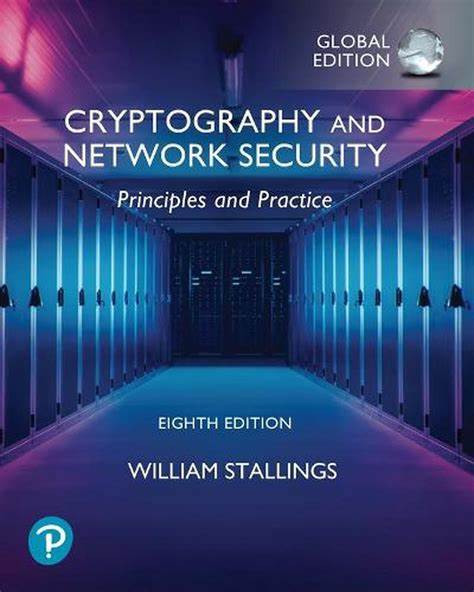 GLOBAL
EDITION
CRYPTOGRAPHY AND
NETWORK SECURITY
Principles and Practice
EIGHTH EDITION
WILLIAM STALLINGS
P